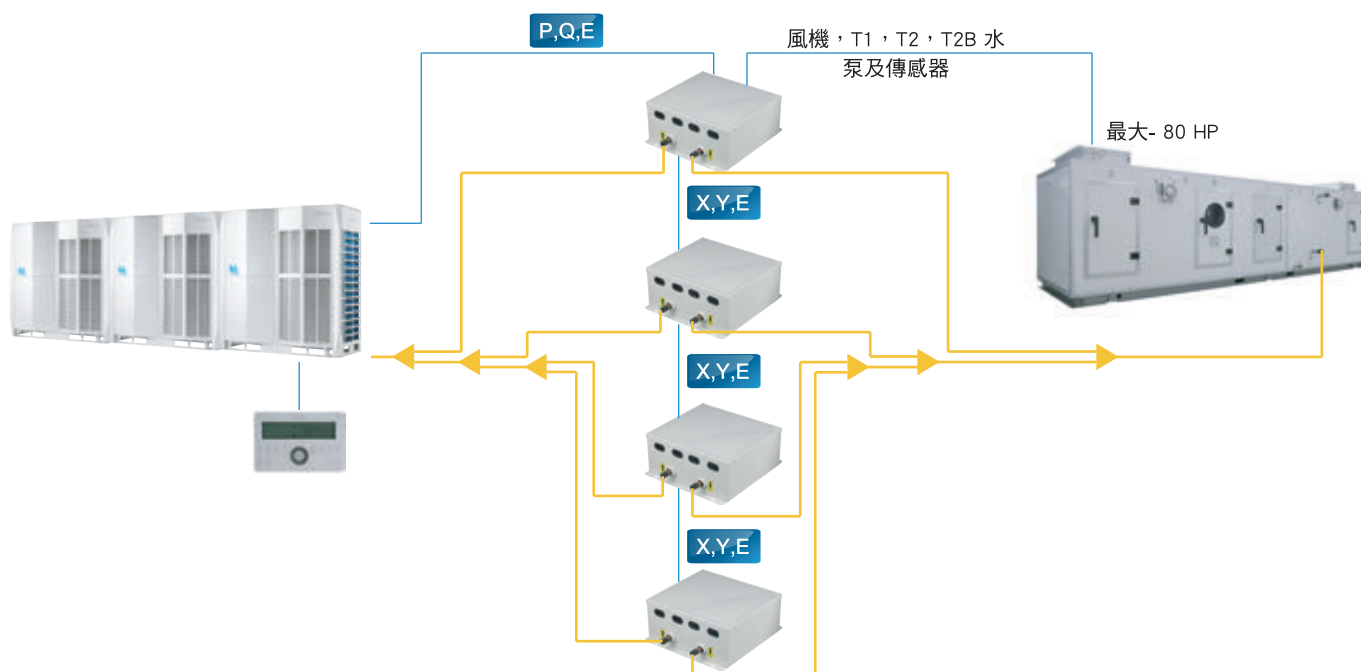 P,Q,E
風機，T1，T2，T2B 水
泵及傳感器
最大- 80 HP
X,Y,E
X,Y,E
X,Y,E